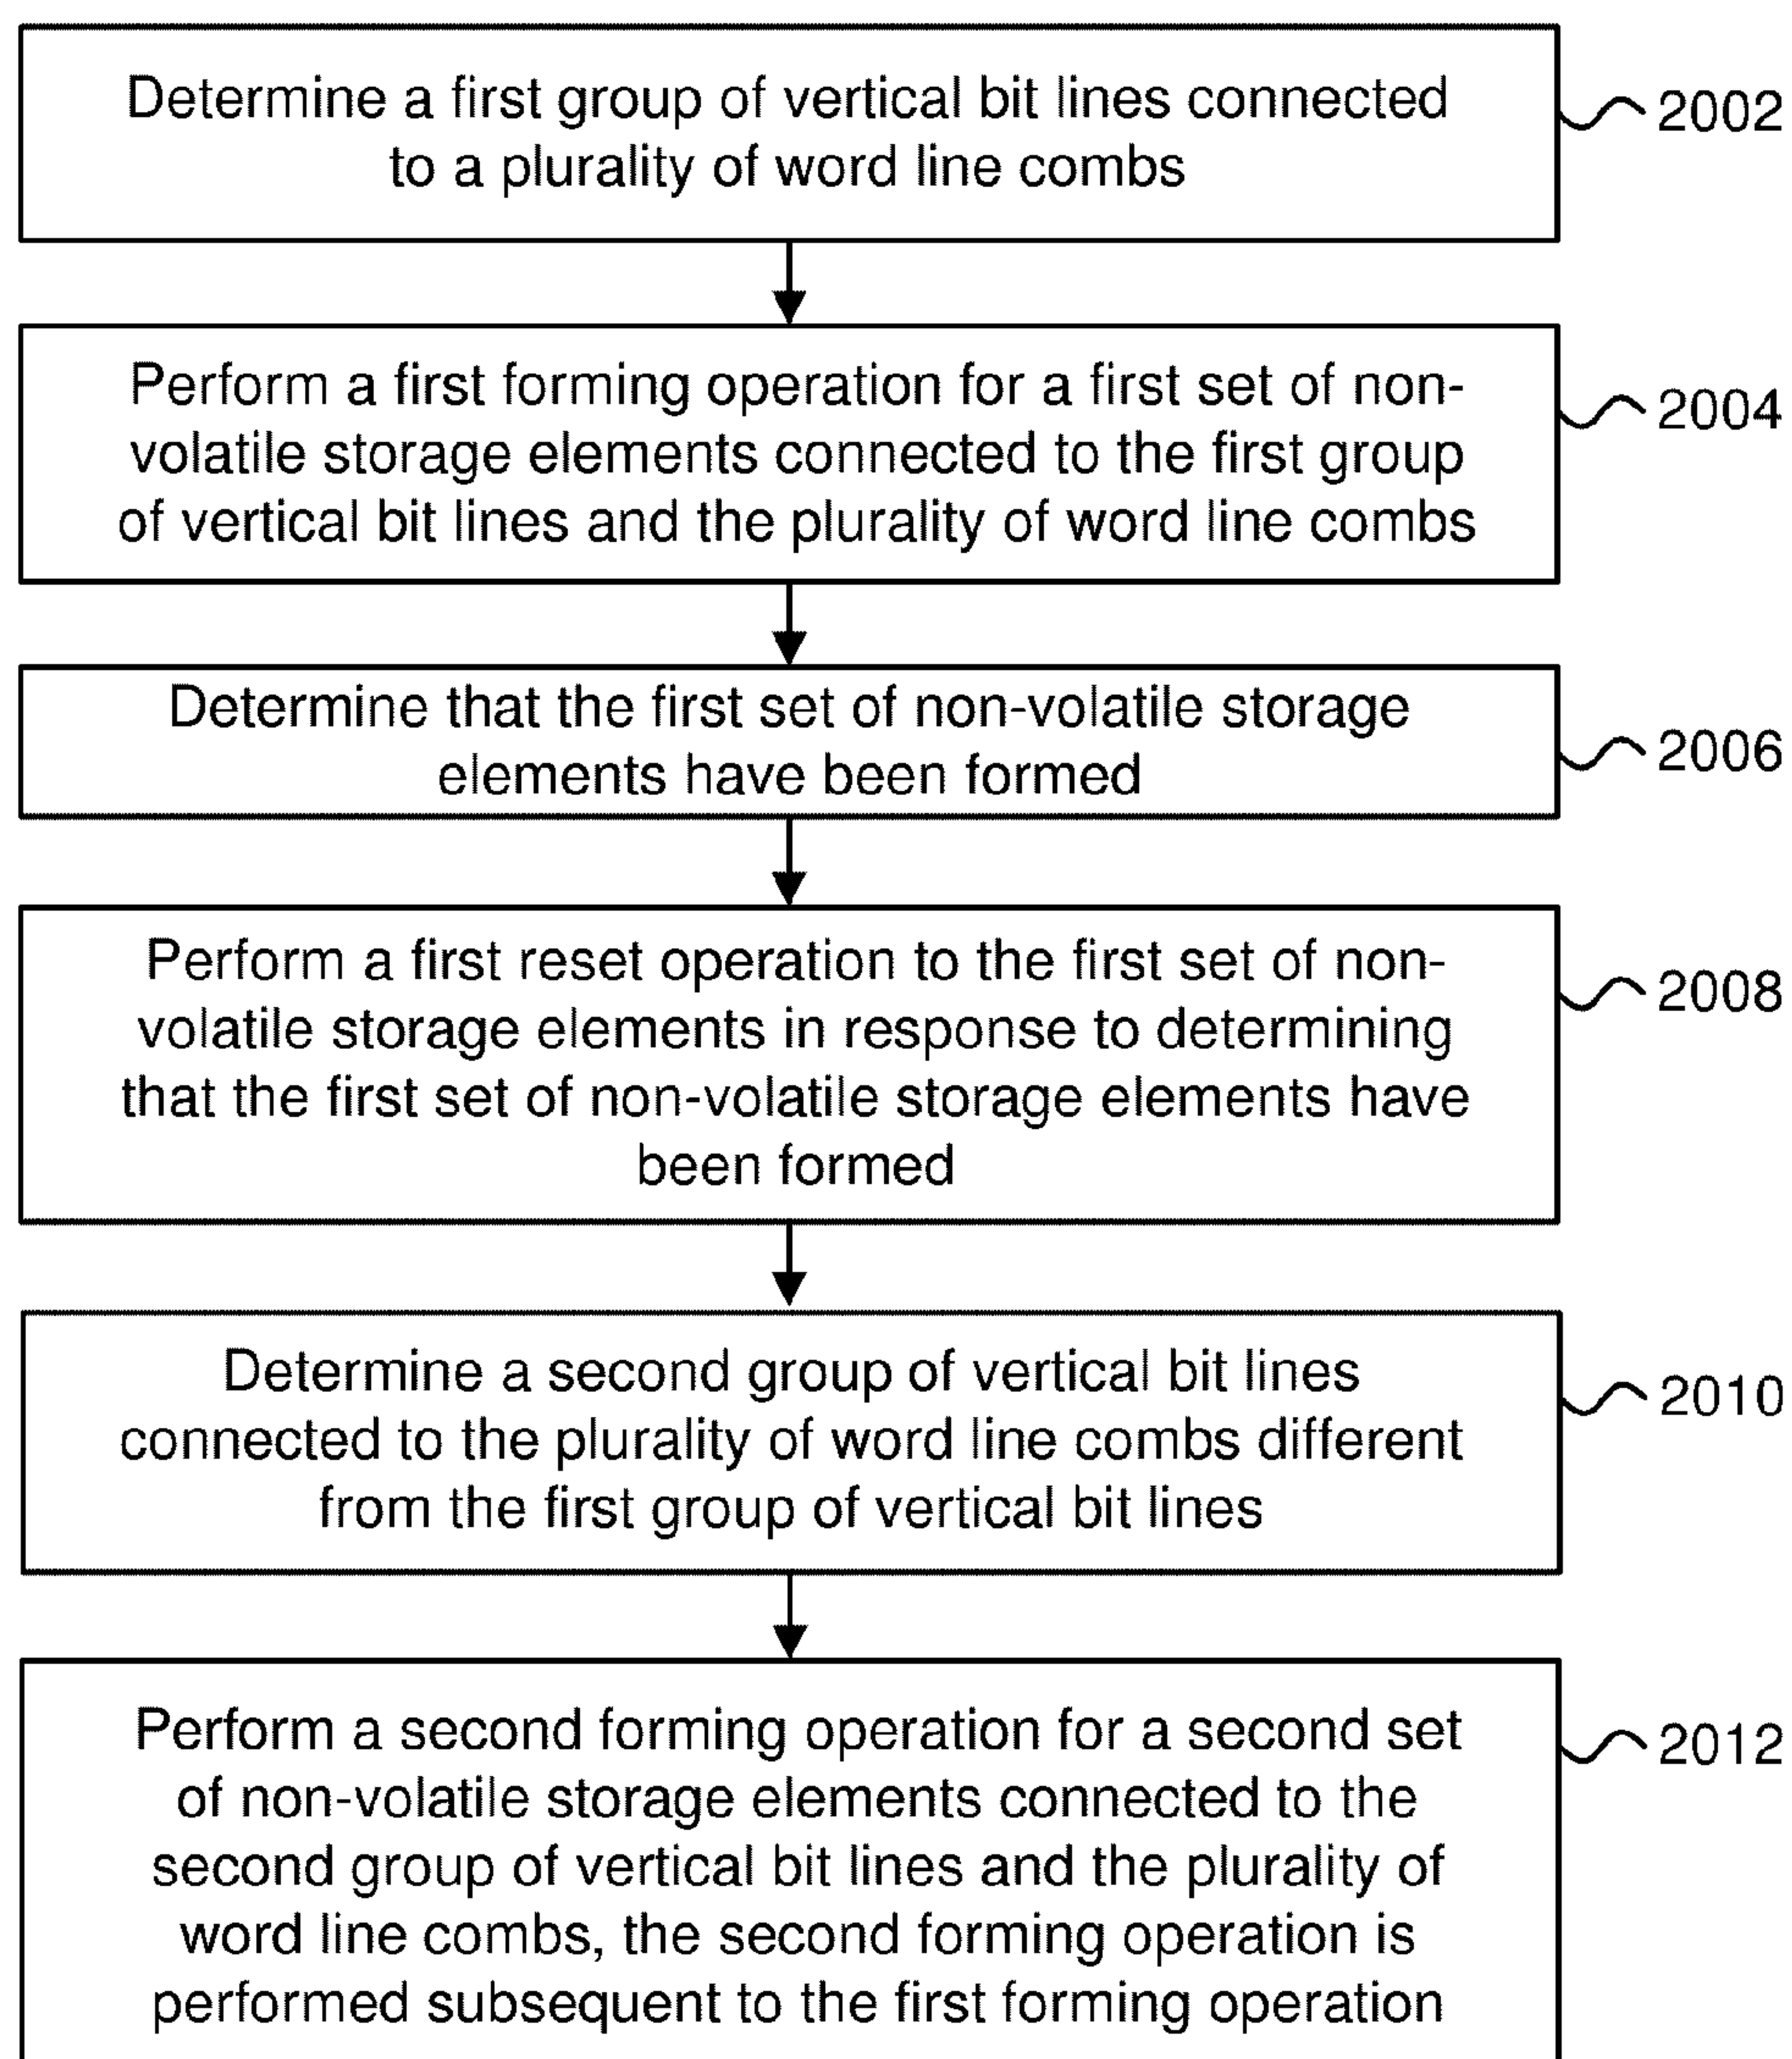 Determine a first group of vertical bit lines connected
to a plurality of word line combs
2002
Perform a first forming operation for a first set of non-
volatile storage elements connected to the first group
of vertical bit lines and the plurality of word line combs
2004
Determine that the first set of non-volatile storage
elements have been formed
2006
Perform a first reset operation to the first set of non-
volatile storage elements in response to determining
that the first set of non-volatile storage elements have
been formed
2008
Determine a second group of vertical bit lines
connected to the plurality of word line combs different
from the first group of vertical bit lines
2010
Perform a second forming operation for a second set
of non-volatile storage elements connected to the
second group of vertical bit lines and the plurality of
word line combs, the second forming operation is
performed subsequent to the first forming operation
2012